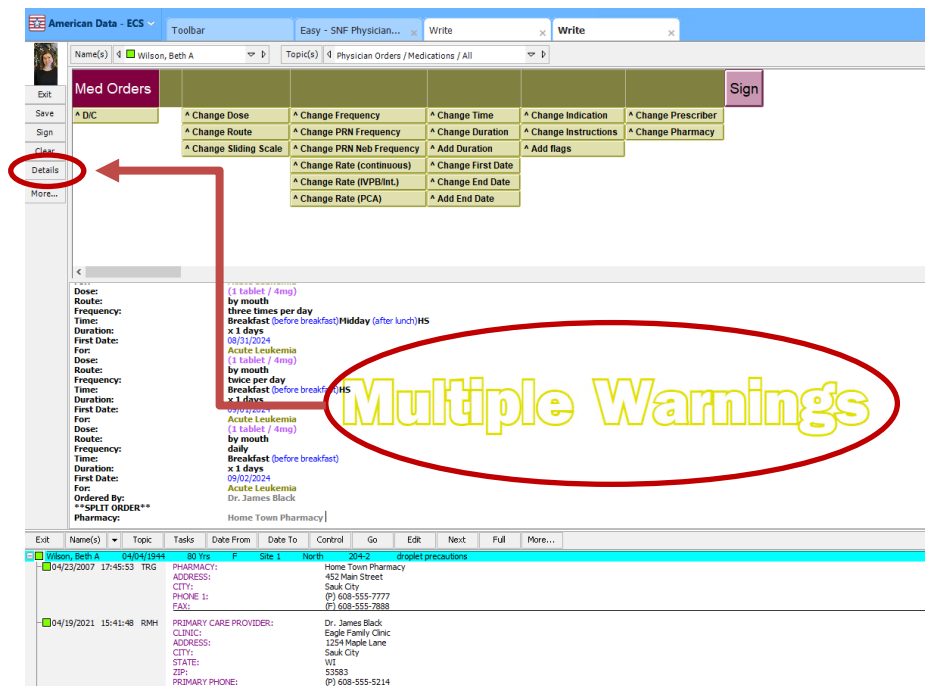 American Data - ECS
Toolbar
Easy - SNF Physician...
Write
Write
Name(s) Wilson, Beth A Topic(s) Physician Orders / Medications / All
Exit
Save
Sign
Clear
Details
More...
Med Orders
Sign
^ D/C ^ Change Dose ^ Change Frequency ^ Change Time ^ Change Indication ^ Change Prescriber
^ Change Route ^ Change PRN Frequency ^ Change Duration ^ Change Instructions ^ Change Pharmacy
^ Change Sliding Scale ^ Change PRN Neb Frequency ^ Add Duration ^ Add flags
^ Change Rate (continuous) ^ Change First Date
^ Change Rate (IVPB/Int.) ^ Change End Date
^ Change Rate (PCA) ^ Add End Date
Dose: (1 tablet / 4mg)
Route: by mouth
Frequency: three times per day
Time: Breakfast (before breakfast)Midday (after lunch)HS
Duration: x 1 days
First Date: 08/31/2024
For: Acute Leukemia
Dose: (1 tablet / 4mg)
Route: by mouth
Frequency: twice per day
Time: Breakfast (before breakfast)HS
Duration: x 1 days
First Date: 09/01/2024
For: Acute Leukemia
Dose: (1 tablet / 4mg)
Route: by mouth
Frequency: daily
Time: Breakfast (before breakfast)
Duration: x 1 days
First Date: 09/02/2024
For: Acute Leukemia
Ordered By: Dr. James Black
**SPLIT ORDER**
Pharmacy: Home Town Pharmacy
Multiple Warnings
Exit Name(s) Topic Tasks Date From Date To Control Go Edit Next Full More...
Wilson, Beth A 04/04/1944 80 Yrs F Site 1 North 204-2 droplet precautions
04/23/2007 17:45:53 TRG PHARMACY: Home Town Pharmacy
ADDRESS: 452 Main Street
CITY: Sauk City
PHONE 1: (P) 608-555-7777
FAX: (F) 608-555-7888
04/19/2021 15:41:48 RMH PRIMARY CARE PROVIDER: Dr. James Black
CLINIC: Eagle Family Clinic
ADDRESS: 1254 Maple Lane
CITY: Sauk City
STATE: WI
ZIP: 53583
PRIMARY PHONE: (P) 608-555-5214